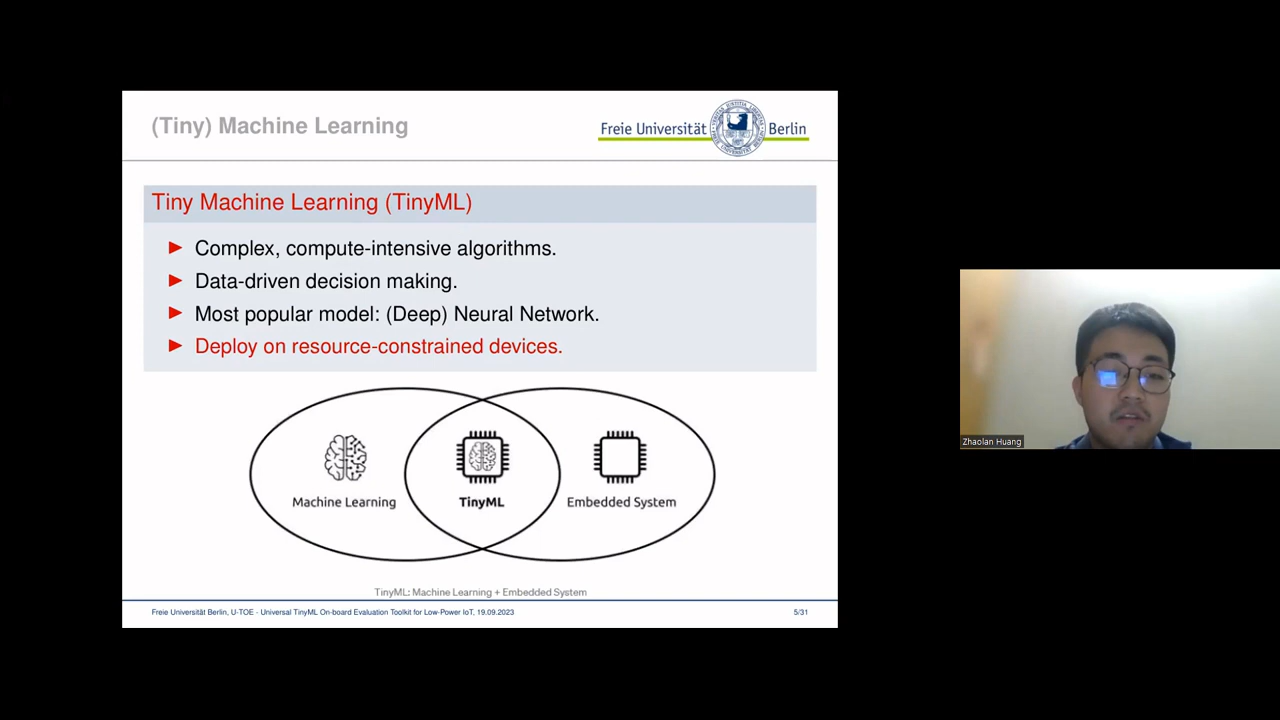 (Tiny) Machine Learning
Freie Universität Berlin
Tiny Machine Learning (TinyML)
Complex, compute-intensive algorithms.
Data-driven decision making.
Most popular model: (Deep) Neural Network.
Deploy on resource-constrained devices.
Machine Learning
TinyML
Embedded System
TinyML: Machine Learning + Embedded System
Freie Universität Berlin, U-TOE - Universal TinyML On-board Evaluation Toolkit for Low-Power IoT, 19.09.2023
5/31
Zhaolan Huang